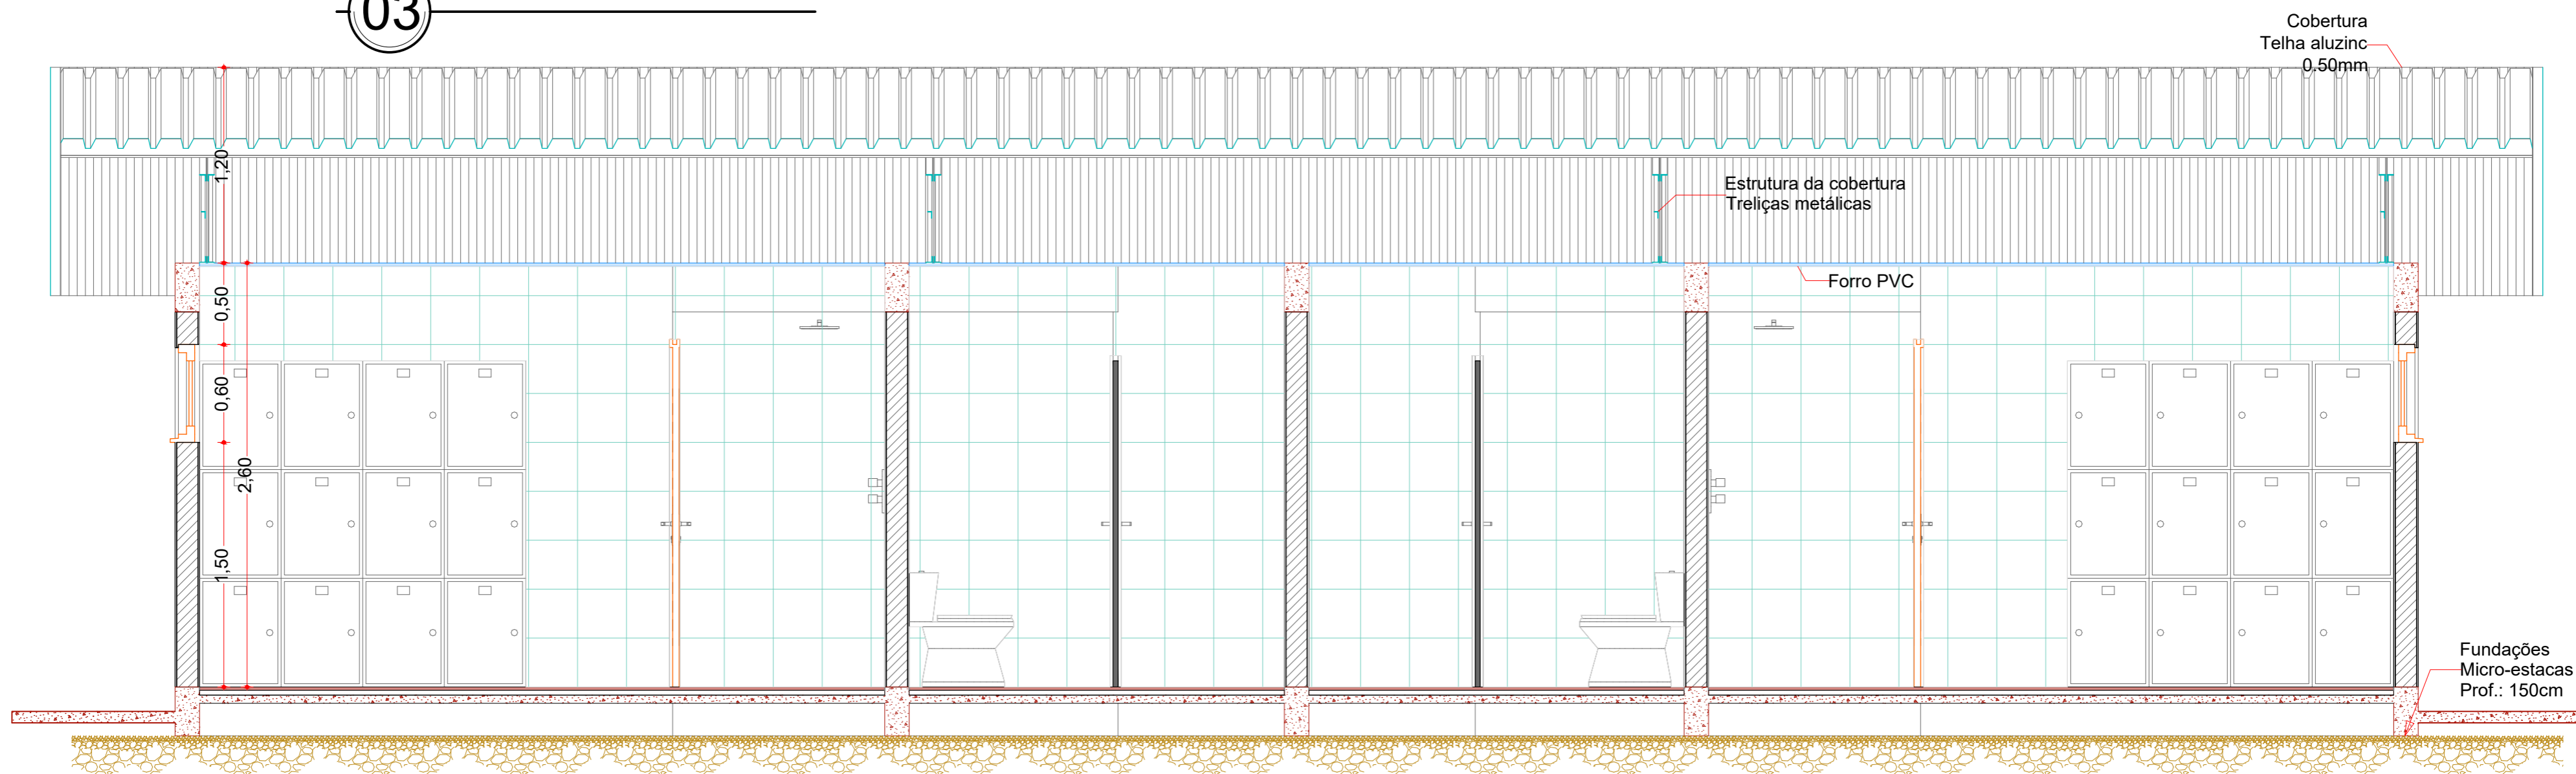 03
Cobertura
Telha aluzinc
0.50mm
1,20
Estrutura da cobertura
Treliças metálicas
Forro PVC
0,50
0,60
2,60
1,50
Fundações
Micro-estacas
Prof.: 150cm